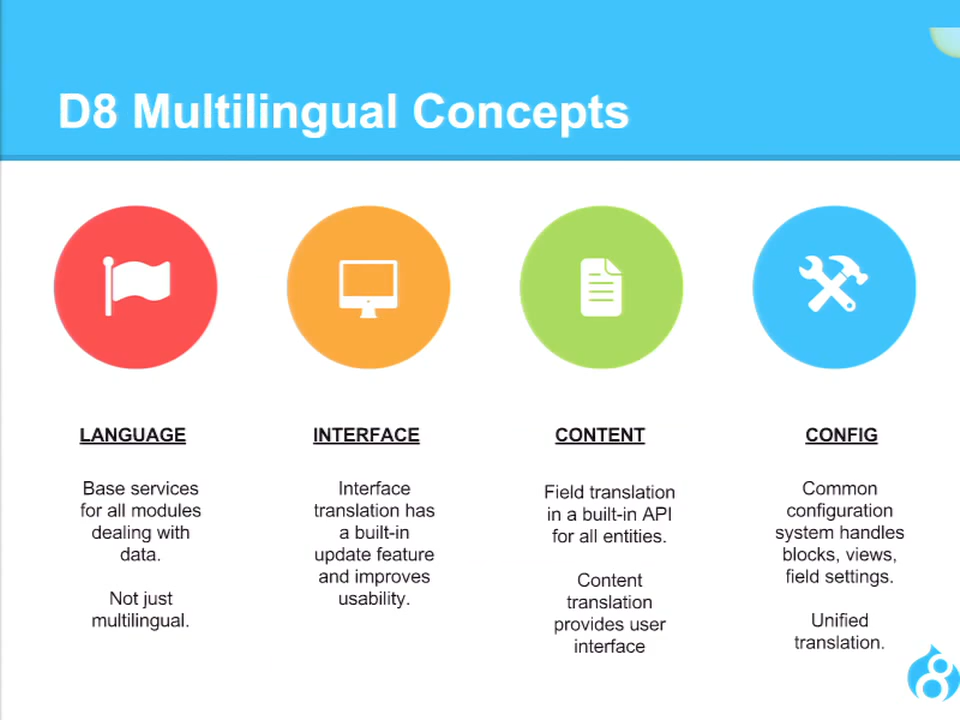 D8 Multilingual Concepts
LANGUAGE
Base services
for all modules
dealing with
data.
Not just
multilingual.
INTERFACE
Interface
translation has
a built-in
update feature
and improves
usability.
CONTENT
Field translation
in a built-in API
for all entities.
Content
translation
provides user
interface
CONFIG
Common
configuration
system handles
blocks, views,
field settings.
Unified
translation.
8